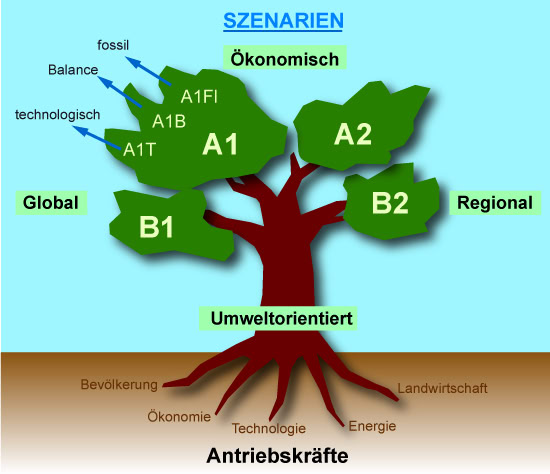 SZENARIEN
fossil
Ökonomisch
Balance
A1FI
technologisch
A1B
A1T
A1
A2
Global
B1
B2
Regional
Umweltorientiert
Bevölkerung
Ökonomie
Technologie
Energie
Landwirtschaft
Antriebskräfte